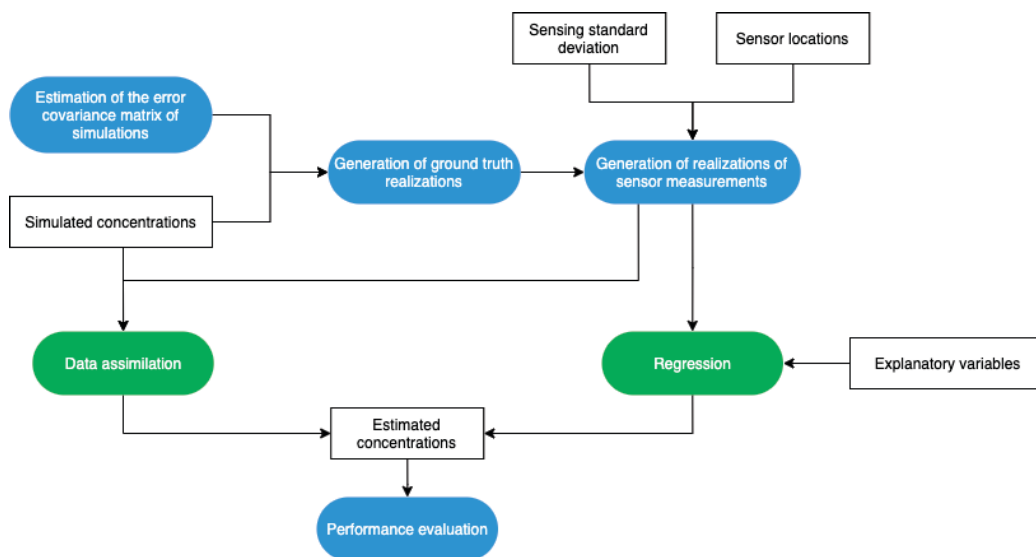 Sensing standard
deviation
Sensor locations
Estimation of the error
covariance matrix of
simulations
Generation of ground truth
realizations
Generation of realizations of
sensor measurements
Simulated concentrations
Data assimilation
Regression
Explanatory variables
Estimated
concentrations
Performance evaluation